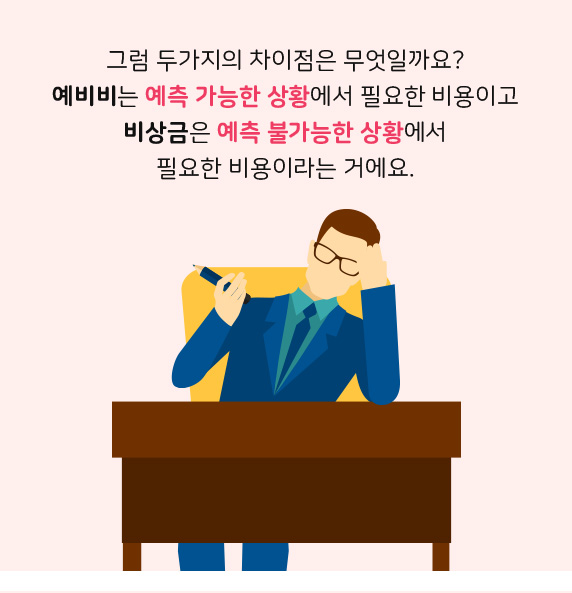 그럼 두가지의 차이점은 무엇일까요?
예비비는 예측 가능한 상황에서 필요한 비용이고
비상금은 예측 불가능한 상황에서
필요한 비용이라는 거에요.